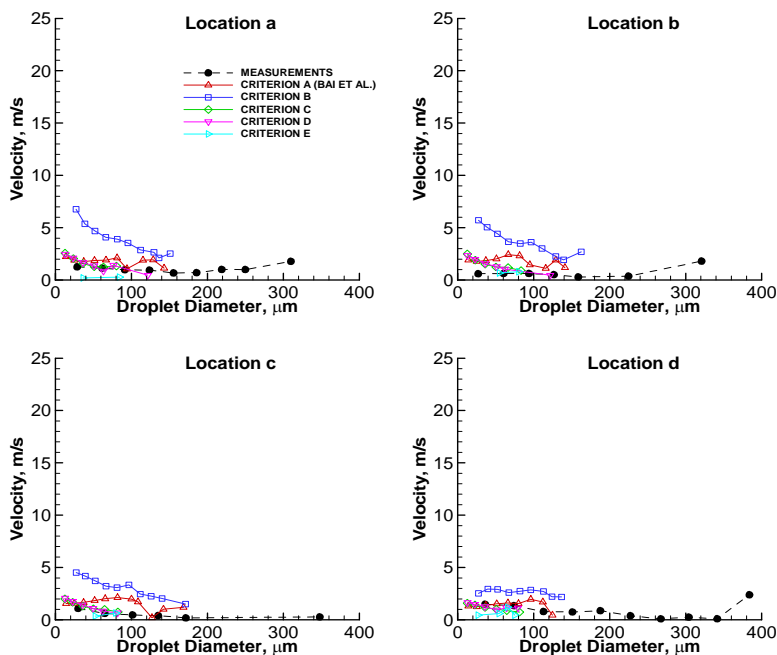 Location a
25
20
15
10
5
0
Velocity, m/s
0 100 200 300 400
Droplet Diameter, μm
MEASUREMENTS
CRITERION A (BAI ET AL.)
CRITERION B
CRITERION C
CRITERION D
CRITERION E
Location b
25
20
15
10
5
0
Velocity, m/s
0 100 200 300 400
Droplet Diameter, μm
Location c
25
20
15
10
5
0
Velocity, m/s
0 100 200 300 400
Droplet Diameter, μm
Location d
25
20
15
10
5
0
Velocity, m/s
0 100 200 300 400
Droplet Diameter, μm